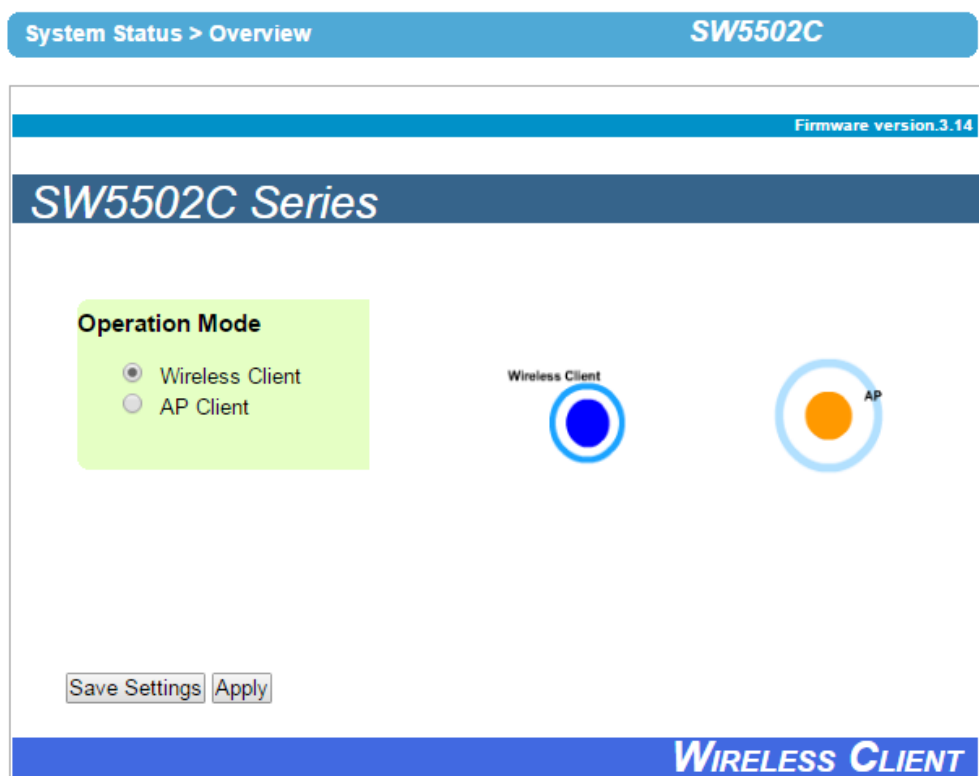 System Status > Overview SW5502C
Firmware version.3.14
SW5502C Series
Operation Mode
Wireless Client
AP Client
Wireless Client
AP
Save Settings Apply
WIRELESS CLIENT